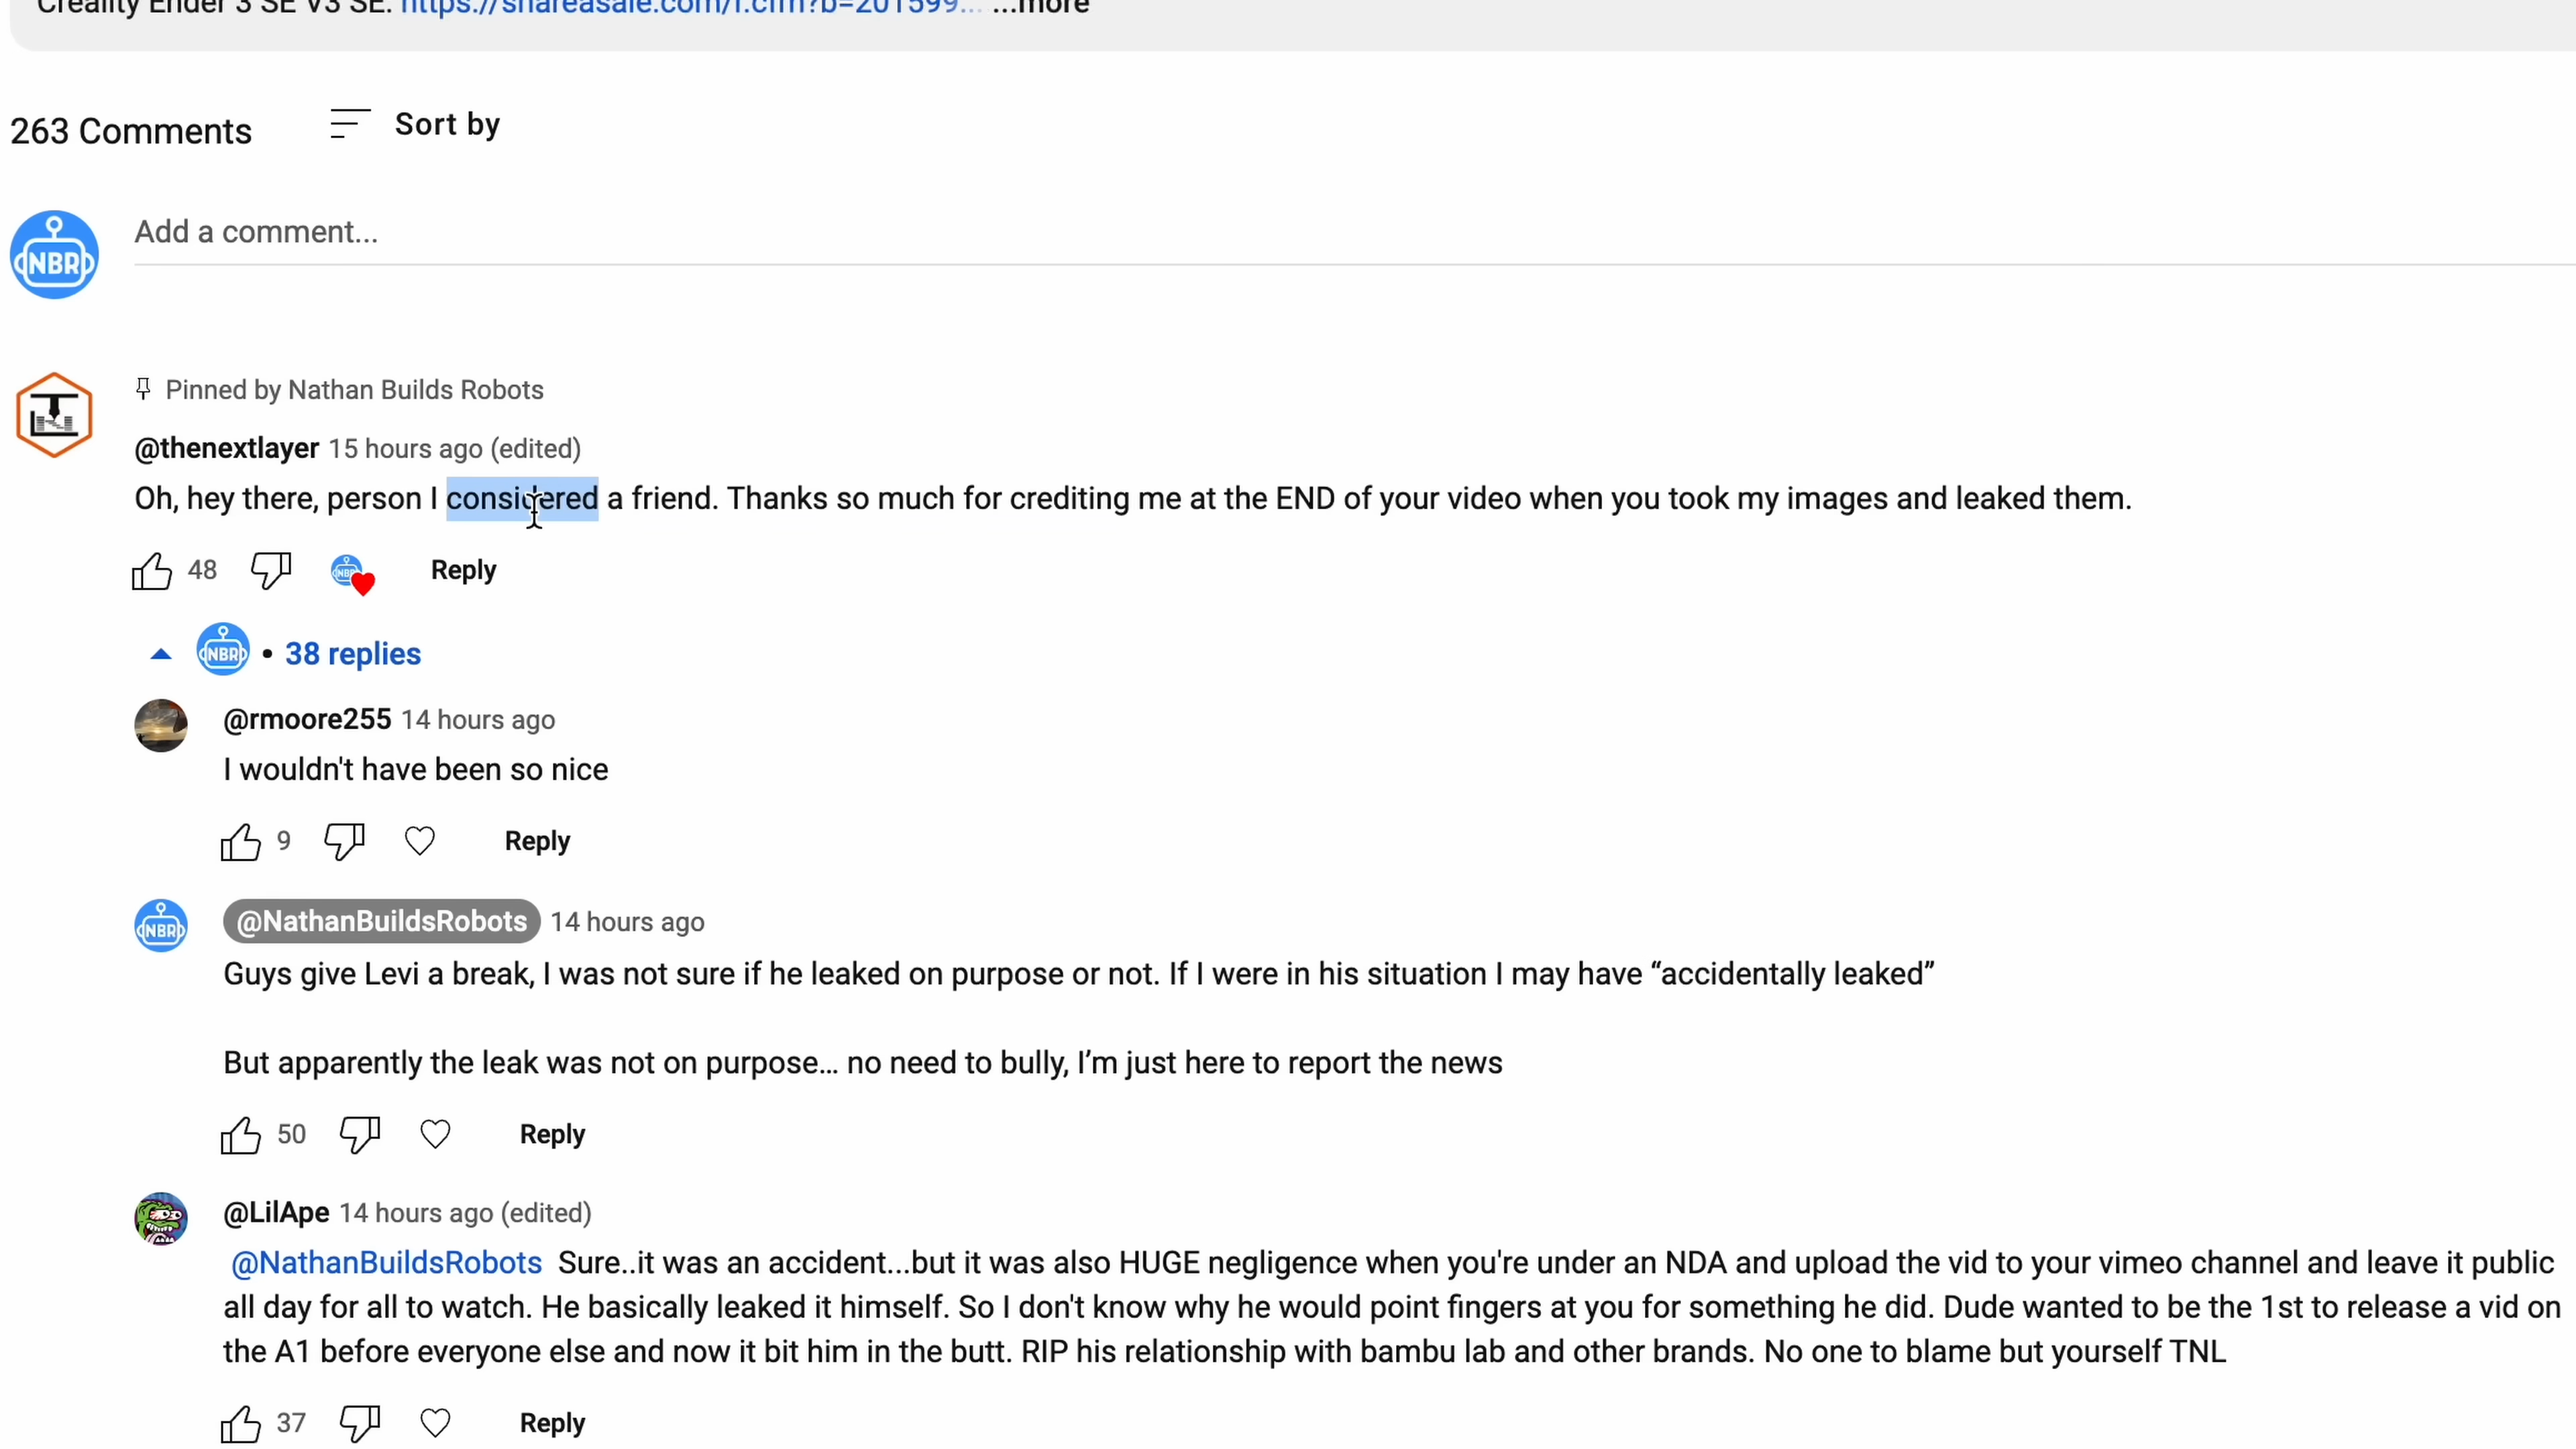 Creality Ender 3 SE V3 SE: https://shareasale.com/r.cfm?b=201599... ...more
263 Comments
Sort by
NBR
Add a comment...
Pinned by Nathan Builds Robots
@thenextlayer 15 hours ago (edited)
Oh, hey there, person I considered a friend. Thanks so much for crediting me at the END of your video when you took my images and leaked them.
48
NBR
Reply
NBR
• 38 replies
@rmoore255 14 hours ago
I wouldn't have been so nice
9
Reply
NBR
@NathanBuildsRobots 14 hours ago
Guys give Levi a break, I was not sure if he leaked on purpose or not. If I were in his situation I may have “accidentally leaked”
But apparently the leak was not on purpose… no need to bully, I’m just here to report the news
50
Reply
@LilApe 14 hours ago (edited)
@NathanBuildsRobots Sure..it was an accident...but it was also HUGE negligence when you're under an NDA and upload the vid to your vimeo channel and leave it public
all day for all to watch. He basically leaked it himself. So I don't know why he would point fingers at you for something he did. Dude wanted to be the 1st to release a vid on
the A1 before everyone else and now it bit him in the butt. RIP his relationship with bambu lab and other brands. No one to blame but yourself TNL
37
Reply